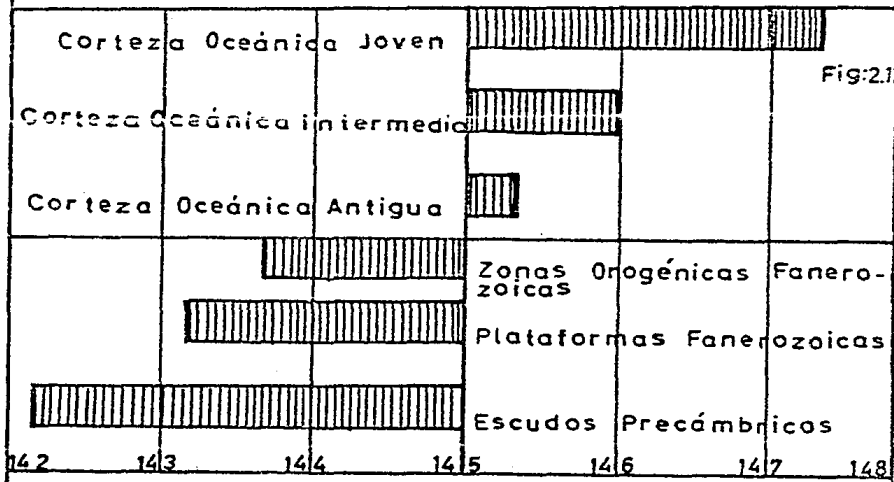 Corteza Oceánica Joven
Fig:2.1
Corteza Oceánica intermedia
Corteza Oceánica Antigua
Zonas Orogénicas Fanero-
zoicas
Plataformas Fanerozoicas
Escudos Precámbricas
142 143 144 145 146 147 148